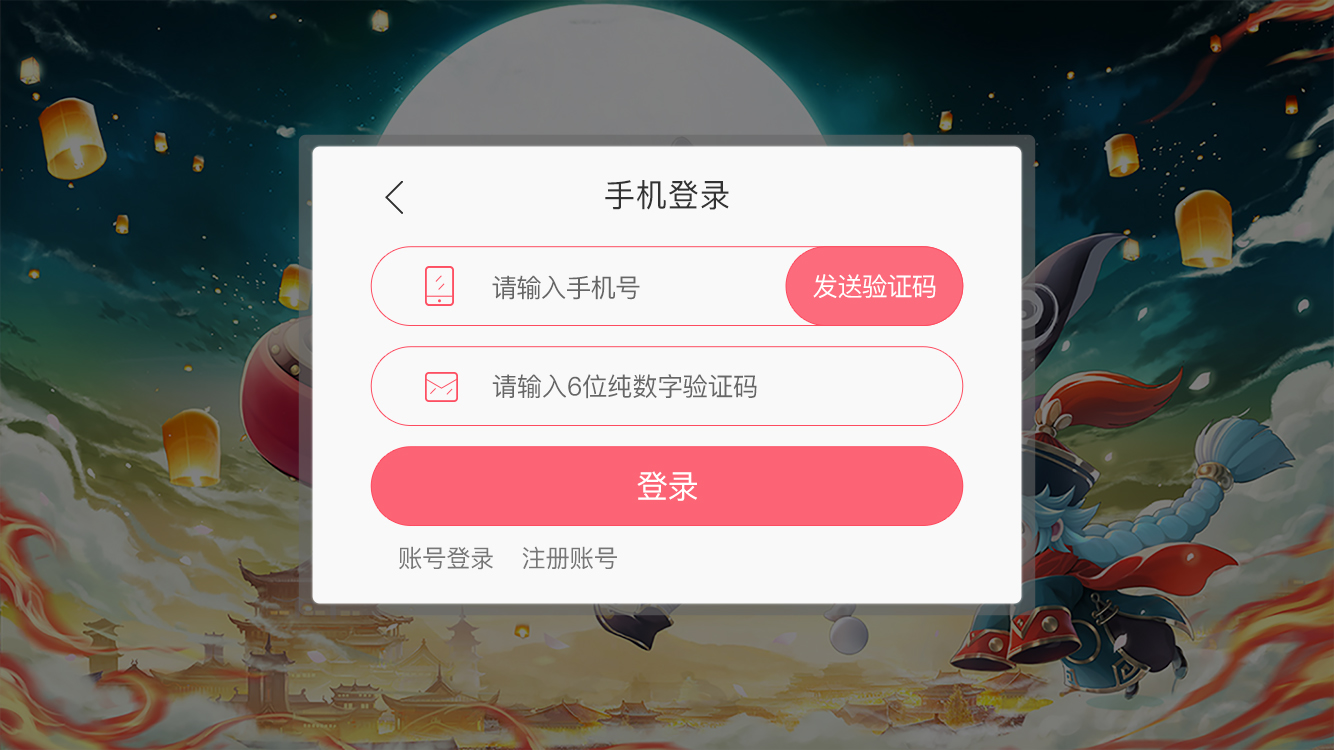 手机登录
请输入手机号
发送验证码
请输入6位纯数字验证码
登录
账号登录 注册账号